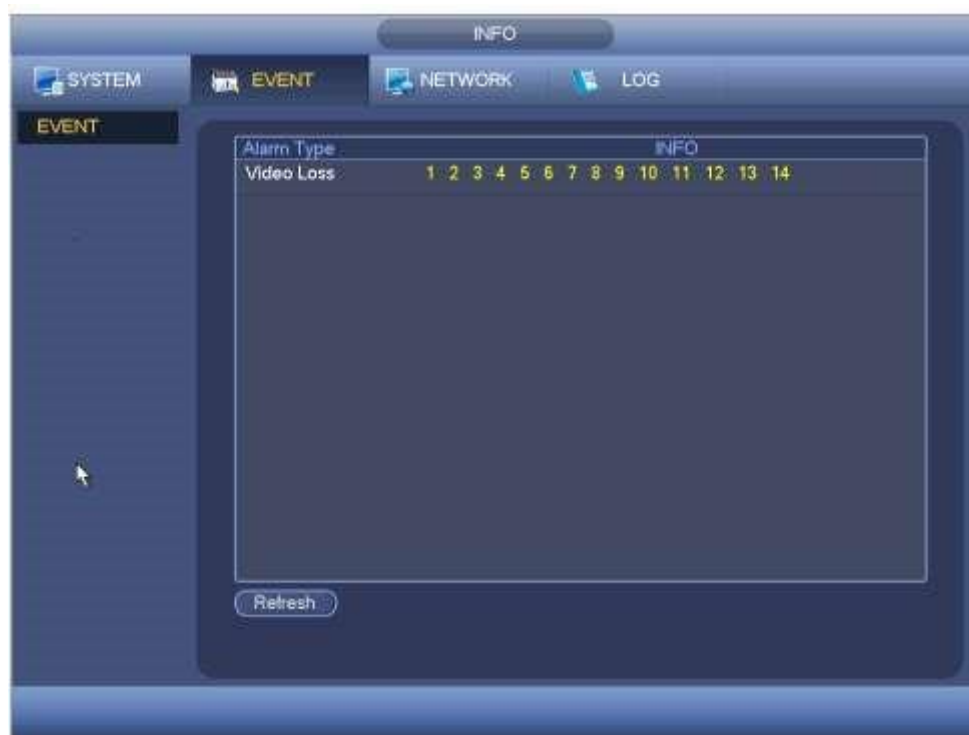 INFO
SYSTEM EVENT NETWORK LOG
EVENT
Alarm Type INFO
Video Loss 1 2 3 4 5 6 7 8 9 10 11 12 13 14
Refresh